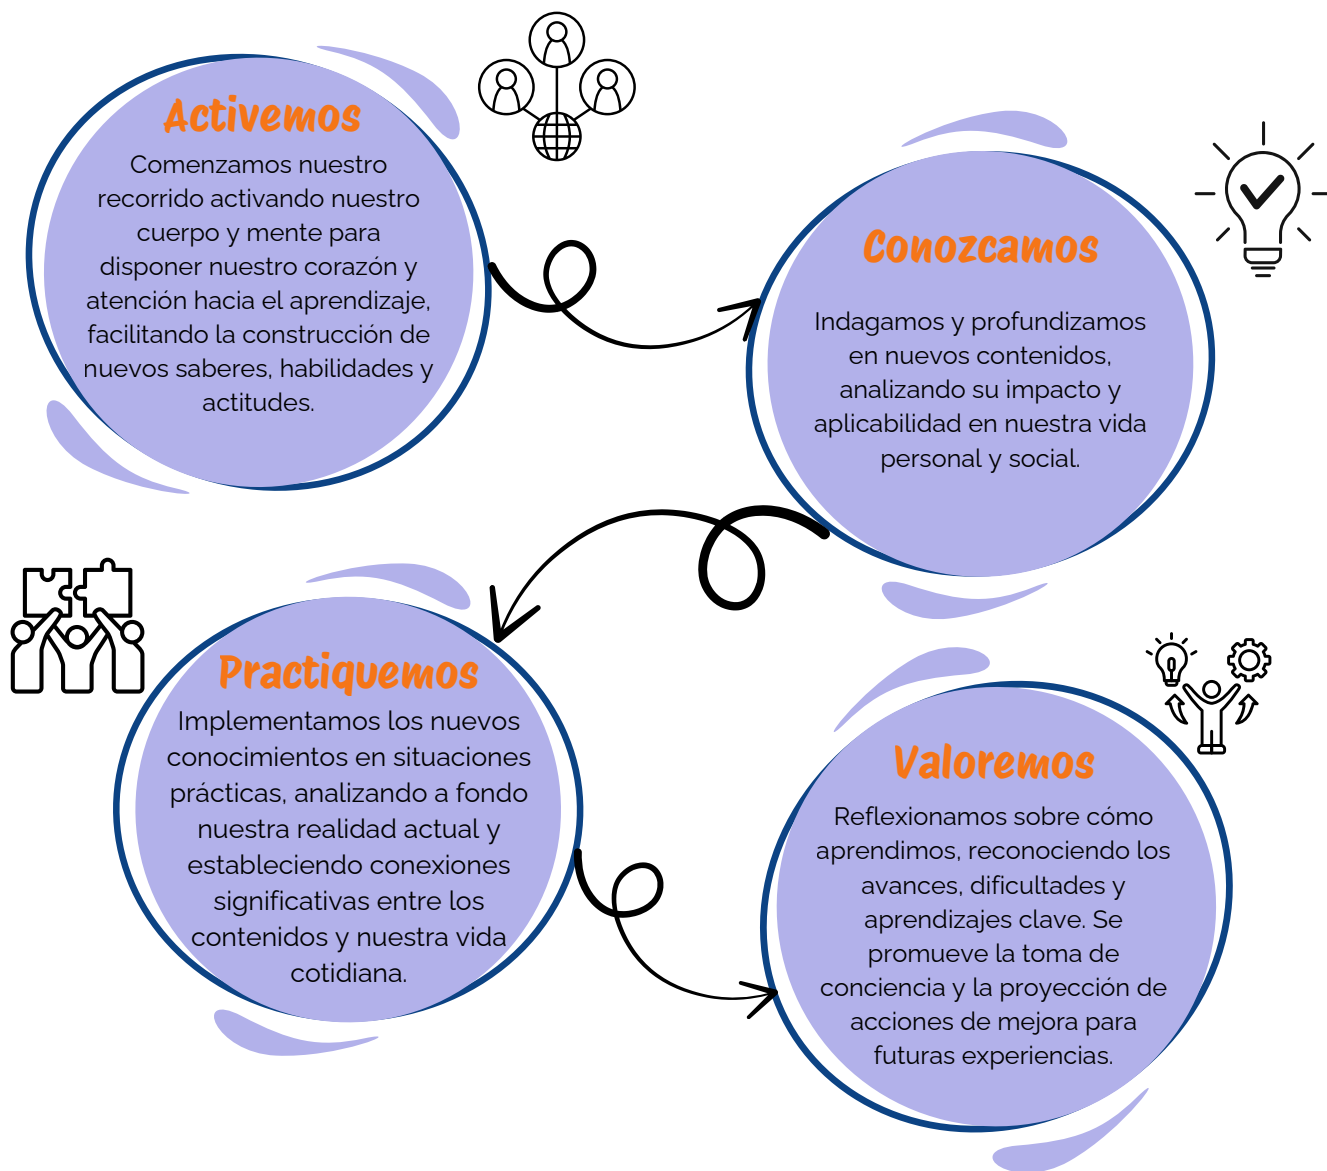 Activemos
Comenzamos nuestro
recorrido activando nuestro
cuerpo y mente para
disponer nuestro corazón y
atención hacia el aprendizaje,
facilitando la construcción de
nuevos saberes, habilidades y
actitudes.
Conozcamos
Indagamos y profundizamos
en nuevos contenidos,
analizando su impacto y
aplicabilidad en nuestra vida
personal y social.
Practiquemos
Implementamos los nuevos
conocimientos en situaciones
prácticas, analizando a fondo
nuestra realidad actual y
estableciendo conexiones
significativas entre los
contenidos y nuestra vida
cotidiana.
Valoremos
Reflexionamos sobre cómo
aprendimos, reconociendo los
avances, dificultades y
aprendizajes clave. Se
promueve la toma de
conciencia y la proyección de
acciones de mejora para
futuras experiencias.